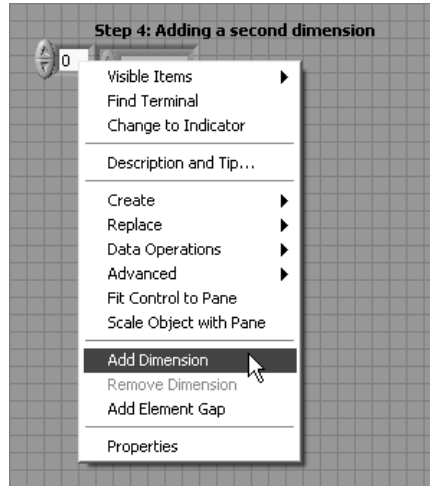 Step 4: Adding a second dimension
0
Visible Items
Find Terminal
Change to Indicator
Description and Tip...
Create
Replace
Data Operations
Advanced
Fit Control to Pane
Scale Object with Pane
Add Dimension
Remove Dimension
Add Element Gap
Properties